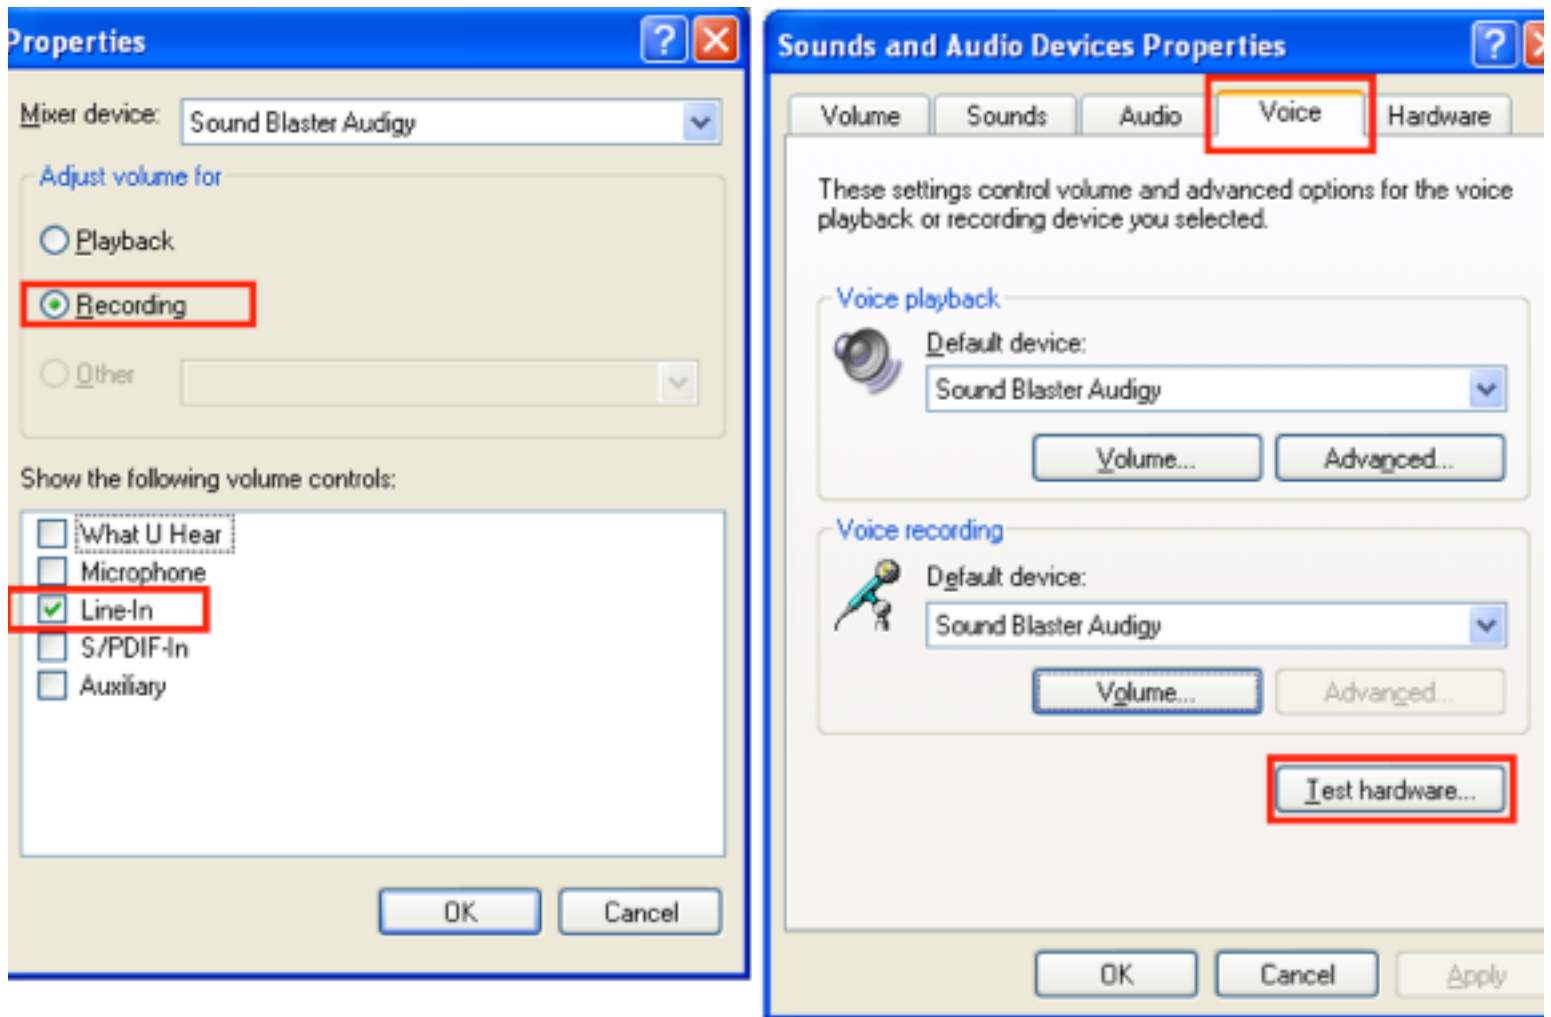 Properties
Mixer device: Sound Blaster Audigy
Adjust volume for
Playback
Recording
Other
Show the following volume controls:
What U Hear
Microphone
Line-In
S/PDIF-In
Auxiliary
OK Cancel
Sounds and Audio Devices Properties
Volume Sounds Audio Voice Hardware
These settings control volume and advanced options for the voice
playback or recording device you selected.
Voice playback
Default device:
Sound Blaster Audigy
Volume... Advanced...
Voice recording
Default device:
Sound Blaster Audigy
Volume... Advanced...
Test hardware...
OK Cancel Apply